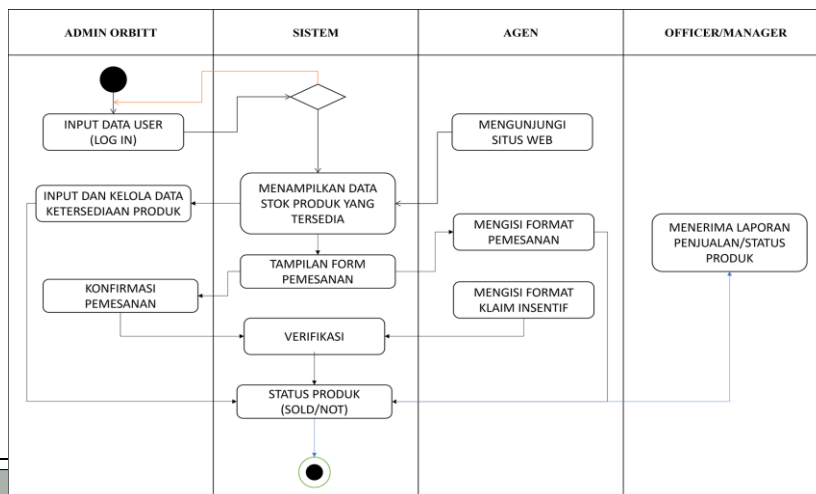 ADMIN ORBITT
SISTEM
AGEN
OFFICER/MANAGER
INPUT DATA USER
(LOG IN)
MENGUNJUNGI
SITUS WEB
INPUT DAN KELOLA DATA
KETERSEDIAAN PRODUK
MENAMPILKAN DATA
STOK PRODUK YANG
TERSEDIA
MENGISI FORMAT
PEMESANAN
MENERIMA LAPORAN
PENJUALAN/STATUS
PRODUK
TAMPILAN FORM
PEMESANAN
KONFIRMASI
PEMESANAN
MENGISI FORMAT
KLAIM INSENTIF
VERIFIKASI
STATUS PRODUK
(SOLD/NOT)